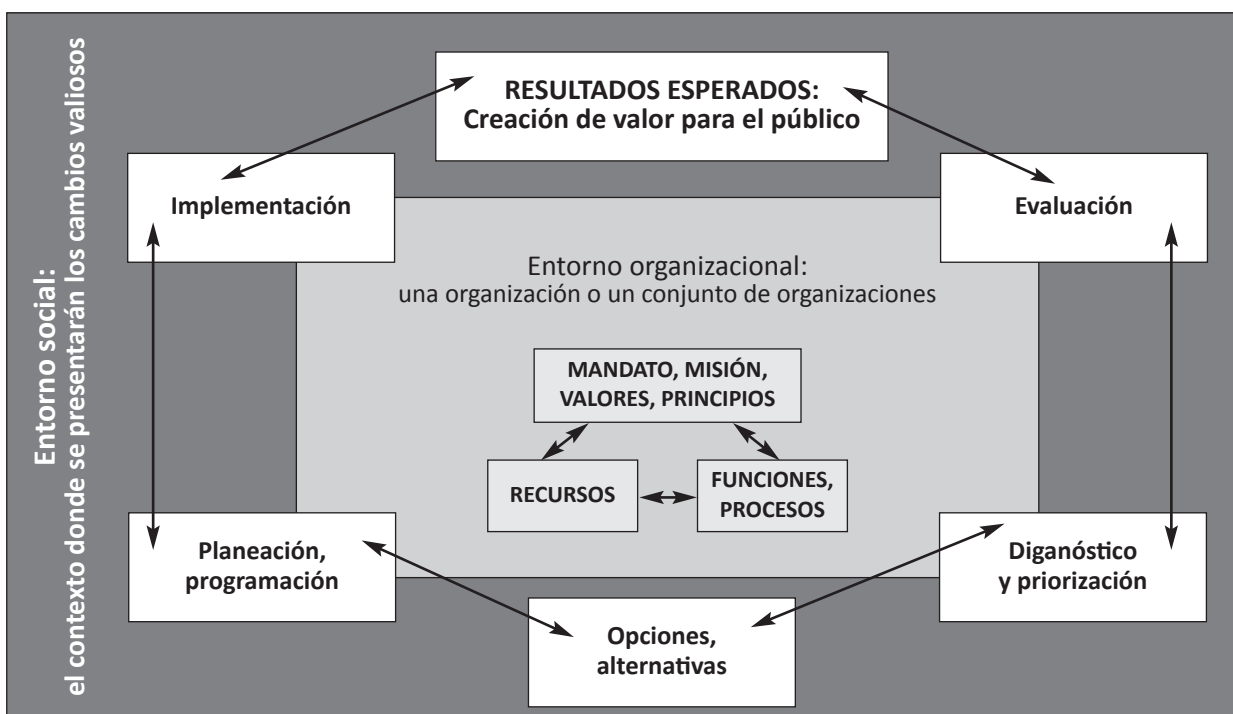 Entorno social:
el contexto donde se presentarán los cambios valiosos
RESULTADOS ESPERADOS:
Creación de valor para el público
Implementación
Evaluación
Entorno organizacional:
una organización o un conjunto de organizaciones
MANDATO, MISIÓN,
VALORES, PRINCIPIOS
RECURSOS
FUNCIONES,
PROCESOS
Planeación,
programación
Diganóstico
y priorización
Opciones,
alternativas